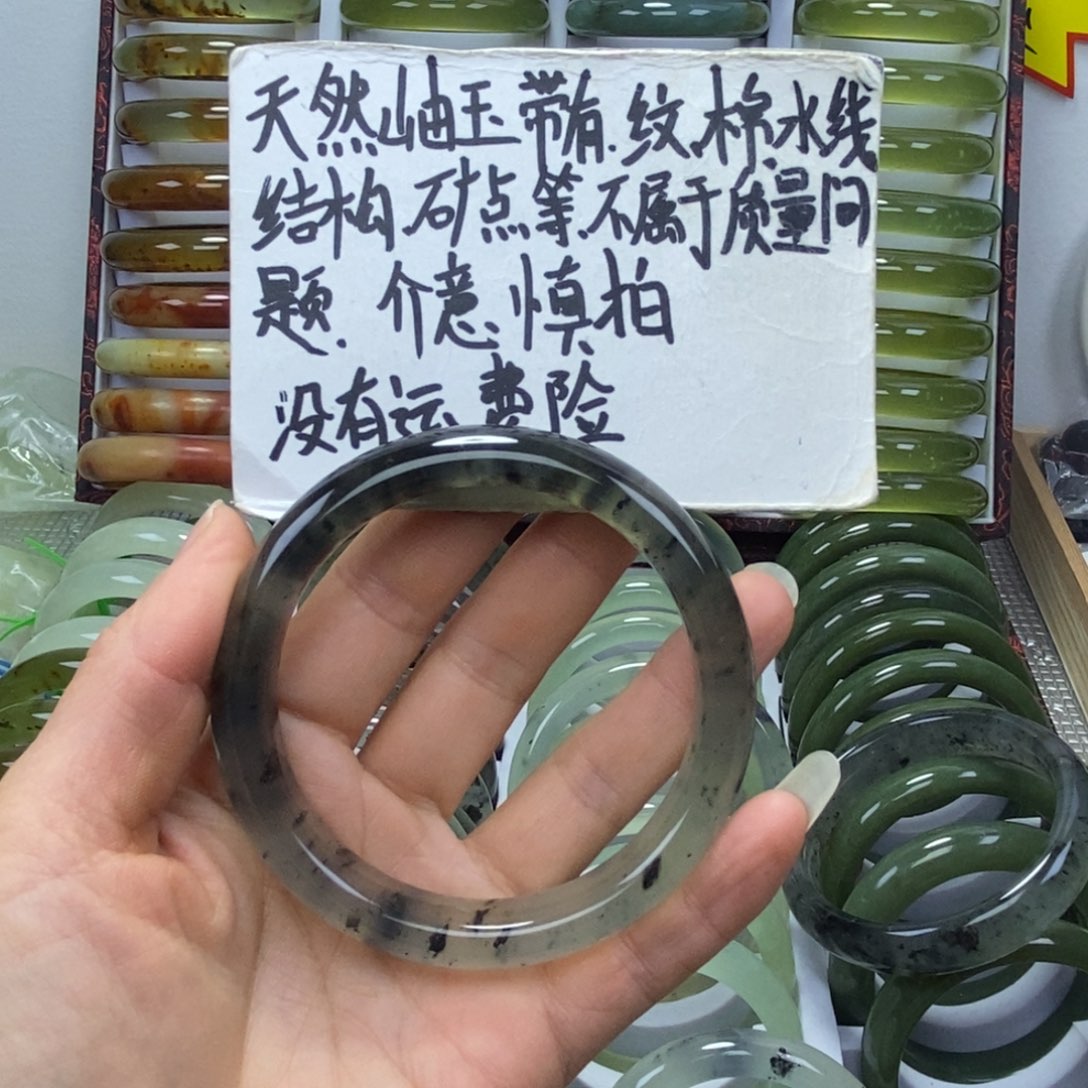 天然岫玉带有.纹.棉.水线
结构.矿点等.不属于质量问
题.介意.慎拍
没有运费险